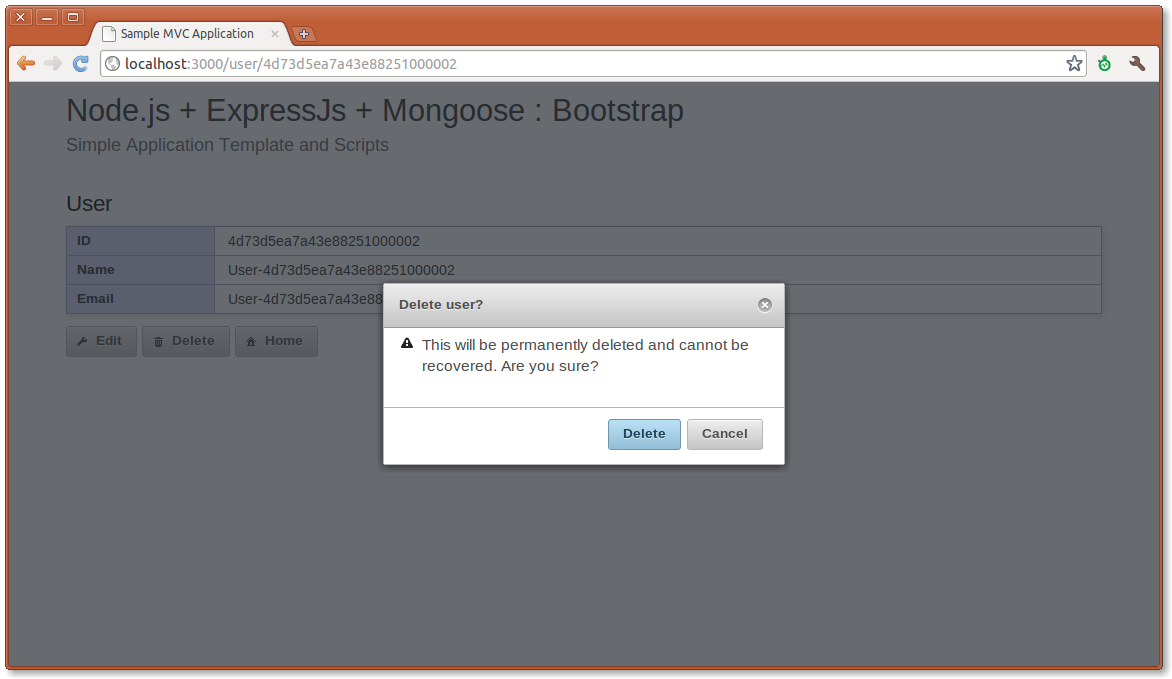 Sample MVC Application
localhost:3000/user/4d73d5ea7a43e88251000002
Node.js + ExpressJs + Mongoose : Bootstrap
Simple Application Template and Scripts
User
ID 4d73d5ea7a43e88251000002
Name User-4d73d5ea7a43e88251000002
Email User-4d73d5ea7a43e88
Edit Delete Home
Delete user?
This will be permanently deleted and cannot be
recovered. Are you sure?
Delete Cancel